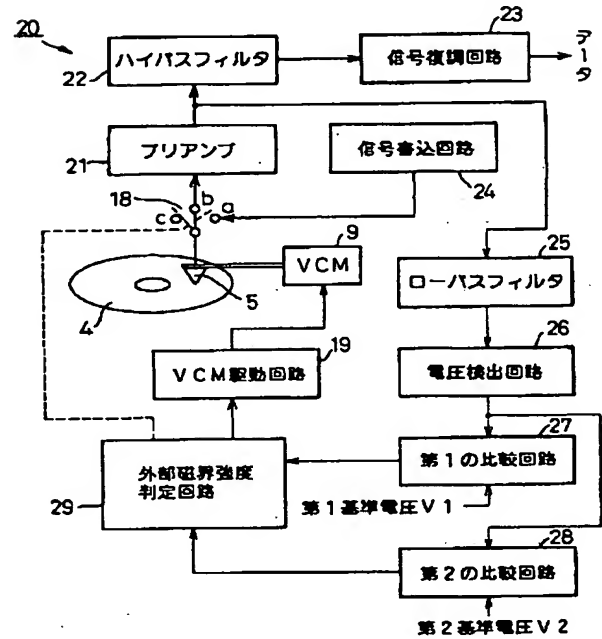 20
23
ハイパスフィルタ
22
信号復調回路
データ
プリアンプ
21
信号書込回路
24
18
b
a
c
9
VCM
25
ローパスフィルタ
4
5
19
VCM駆動回路
26
電圧検出回路
27
外部磁界強度
判定回路
29
第1の比較回路
第1基準電圧V1
28
第2の比較回路
第2基準電圧V2